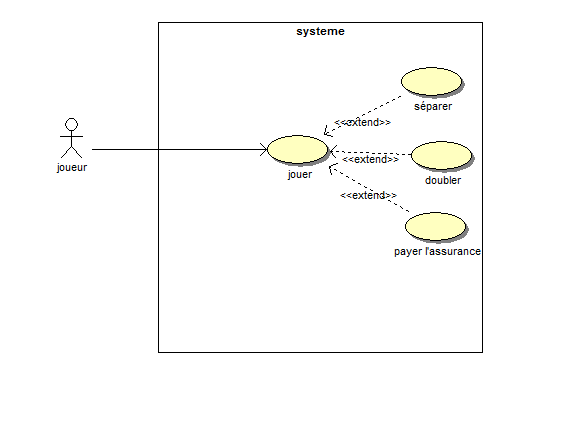 systeme
séparer
<<extend>>
joueur
jouer
<<extend>>
doubler
<<extend>>
payer l'assurance